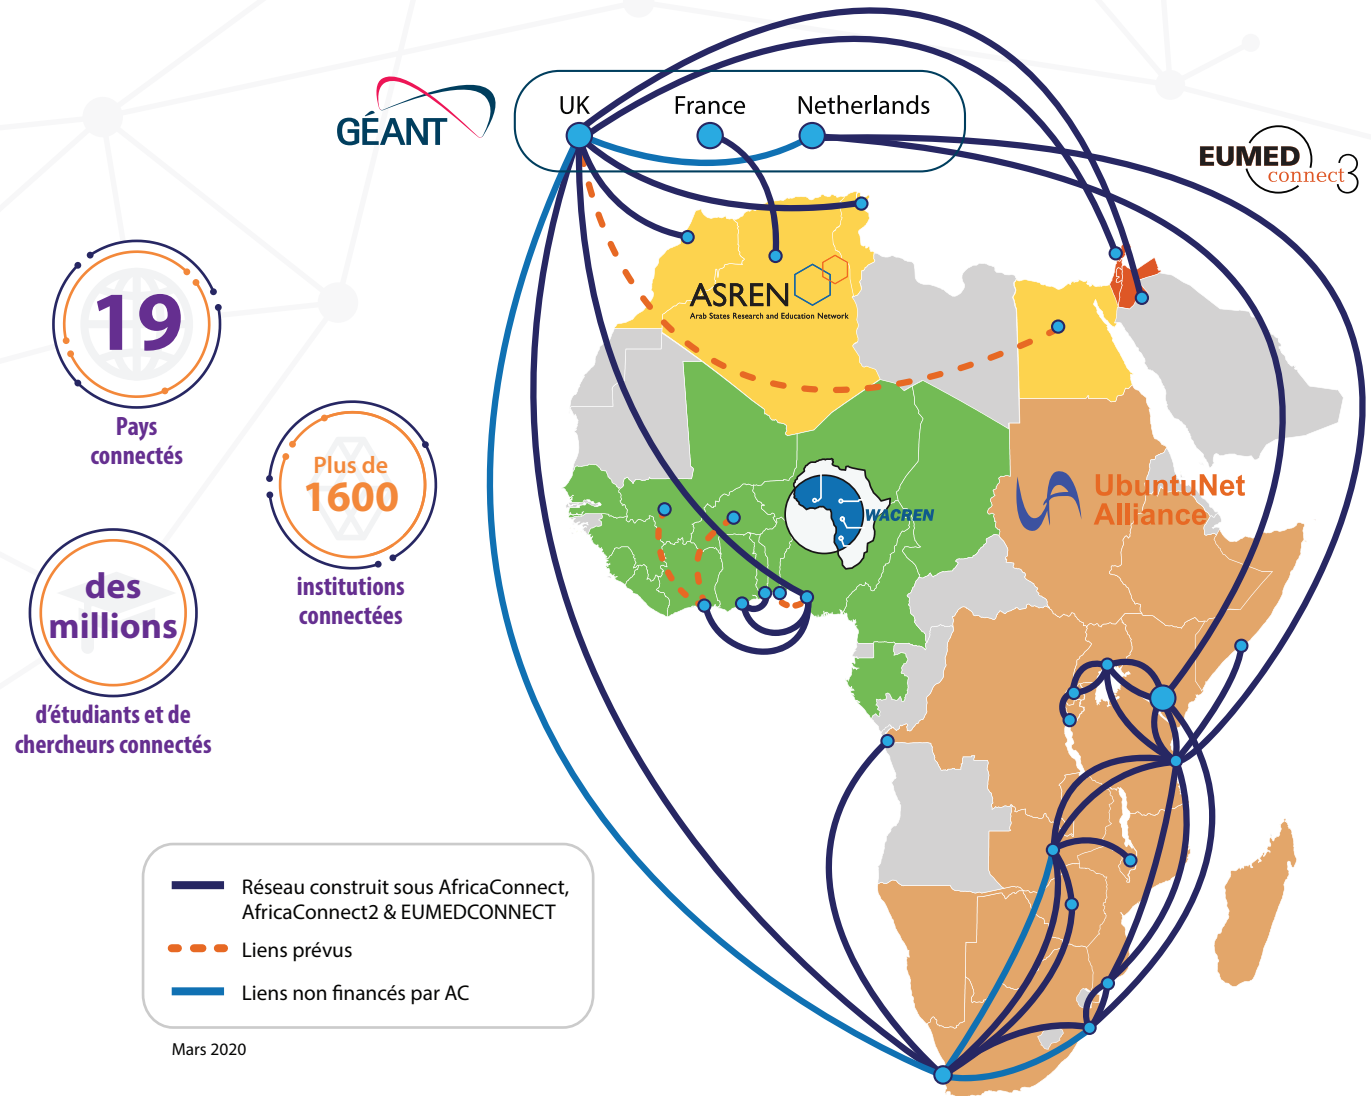 GÉANT
UK
France
Netherlands
EUMED
connect3
ASREN
Arab States Research and Education Network
19
Pays
connectés
Plus de
1600
institutions
connectées
des
millions
d'étudiants et de
chercheurs connectés
WACREN
UbuntuNet
Alliance
Réseau construit sous AfricaConnect,
AfricaConnect2 & EUMEDCONNECT
Liens prévus
Liens non financés par AC
Mars 2020